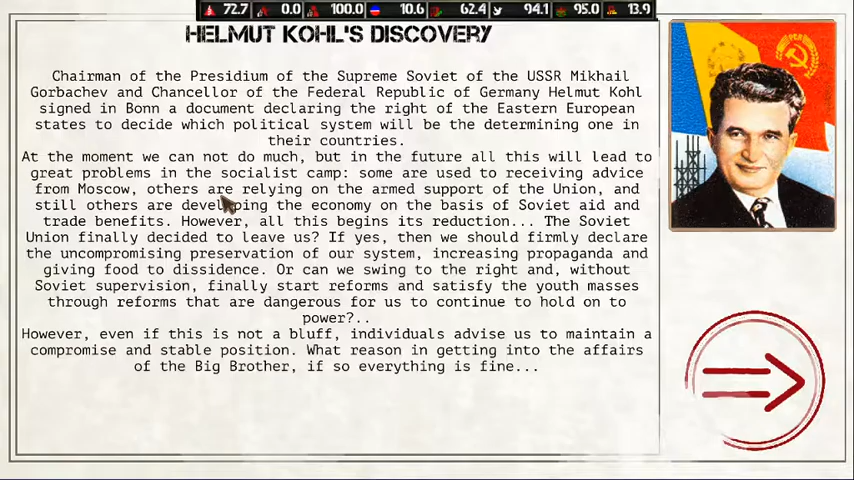 72.7 0.0 100.0 10.6 62.4 94.1 95.0 13.9
HELMUT KOHL'S DISCOVERY
Chairman of the Presidium of the Supreme Soviet of the USSR Mikhail
Gorbachev and Chancellor of the Federal Republic of Germany Helmut Kohl
signed in Bonn a document declaring the right of the Eastern European
states to decide which political system will be the determining one in
their countries.
At the moment we can not do much, but in the future all this will lead to
great problems in the socialist camp: some are used to receiving advice
from Moscow, others are relying on the armed support of the Union, and
still others are developing the economy on the basis of Soviet aid and
trade benefits. However, all this begins its reduction... The Soviet
Union finally decided to leave us? If yes, then we should firmly declare
the uncompromising preservation of our system, increasing propaganda and
giving food to dissidence. Or can we swing to the right and, without
Soviet supervision, finally start reforms and satisfy the youth masses
through reforms that are dangerous for us to continue to hold on to
power?..
However, even if this is not a bluff, individuals advise us to maintain a
compromise and stable position. What reason in getting into the affairs
of the Big Brother, if so everything is fine...